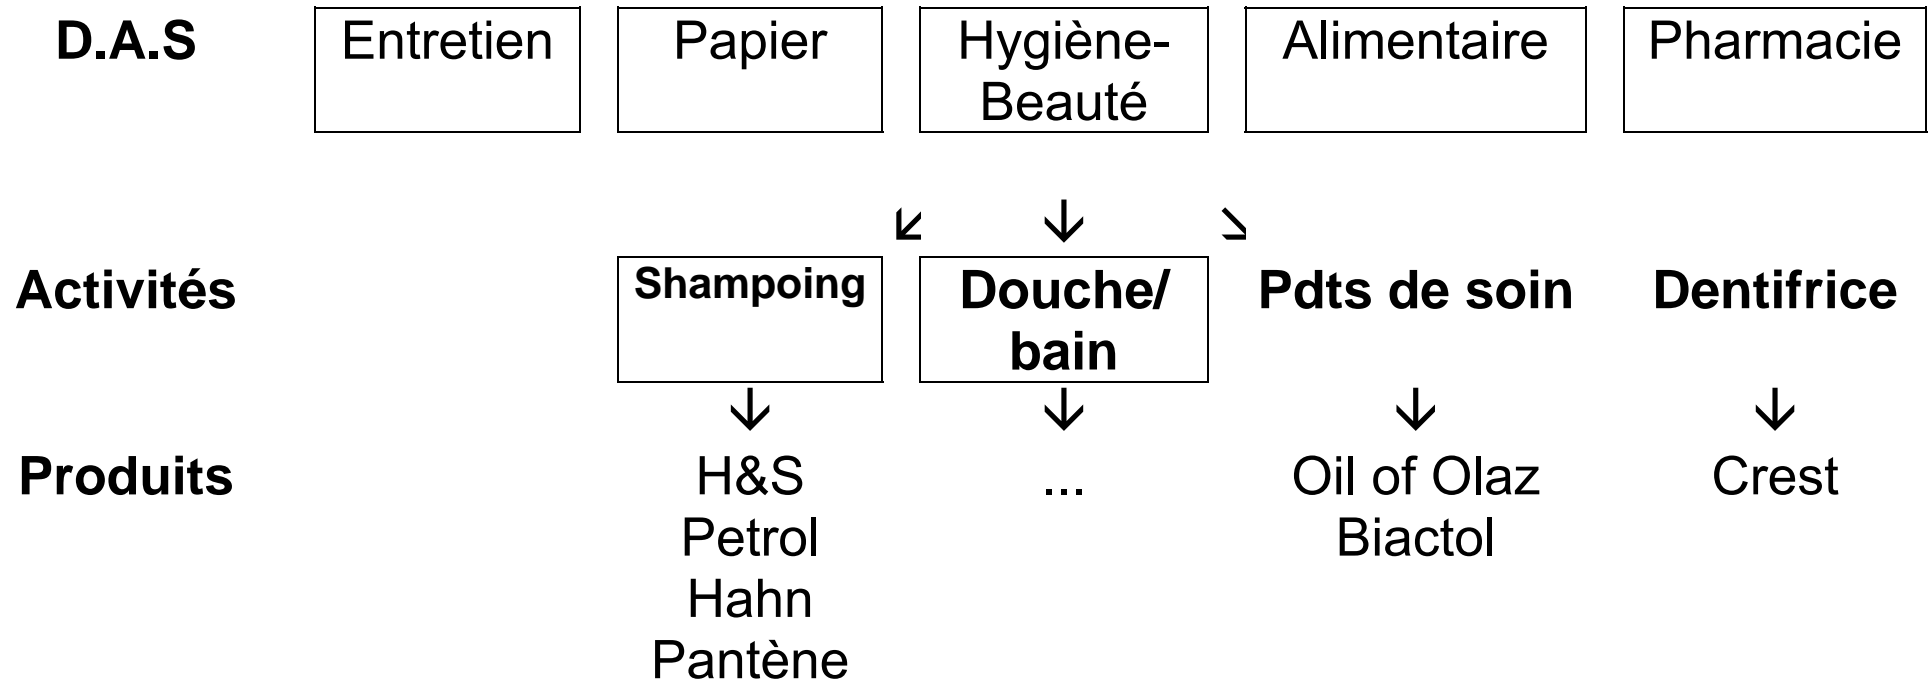 D.A.S Entretien Papier Hygiène- Alimentaire Pharmacie
Beauté
↙ ↓ ↘
Activités Shampoing Douche/ Pdts de soin Dentifrice
bain
↓ ↓ ↓ ↓
Produits H&S ... Oil of Olaz Crest
Petrol Biactol
Hahn
Pantène